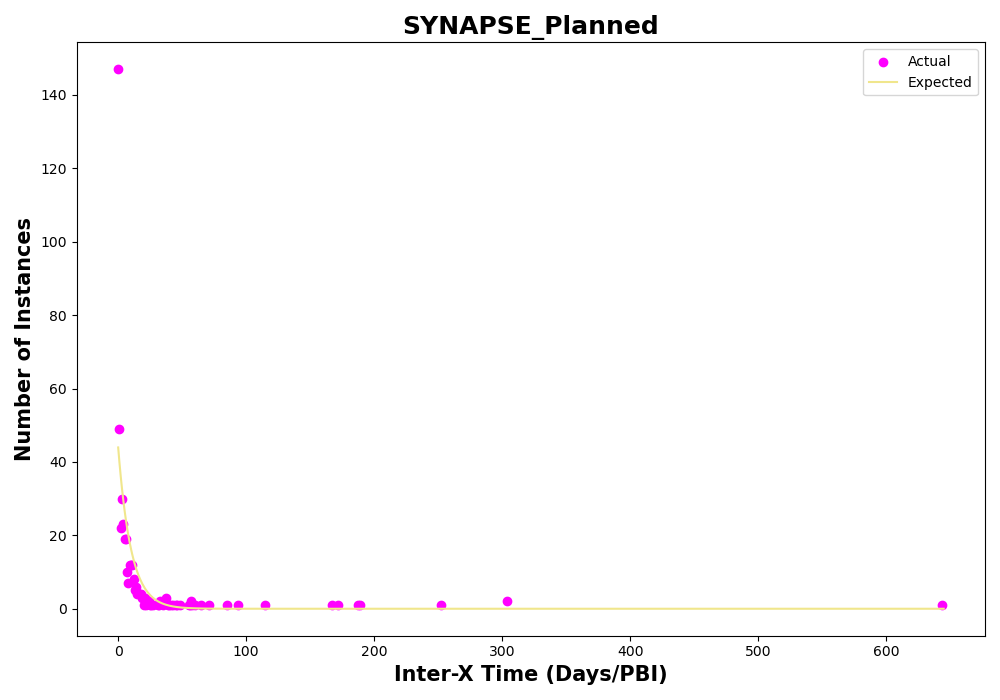 SYNAPSE_Planned
Actual
Expected
Number of Instances
140
120
100
80
60
40
20
0
0 100 200 300 400 500 600
Inter-X Time (Days/PBI)